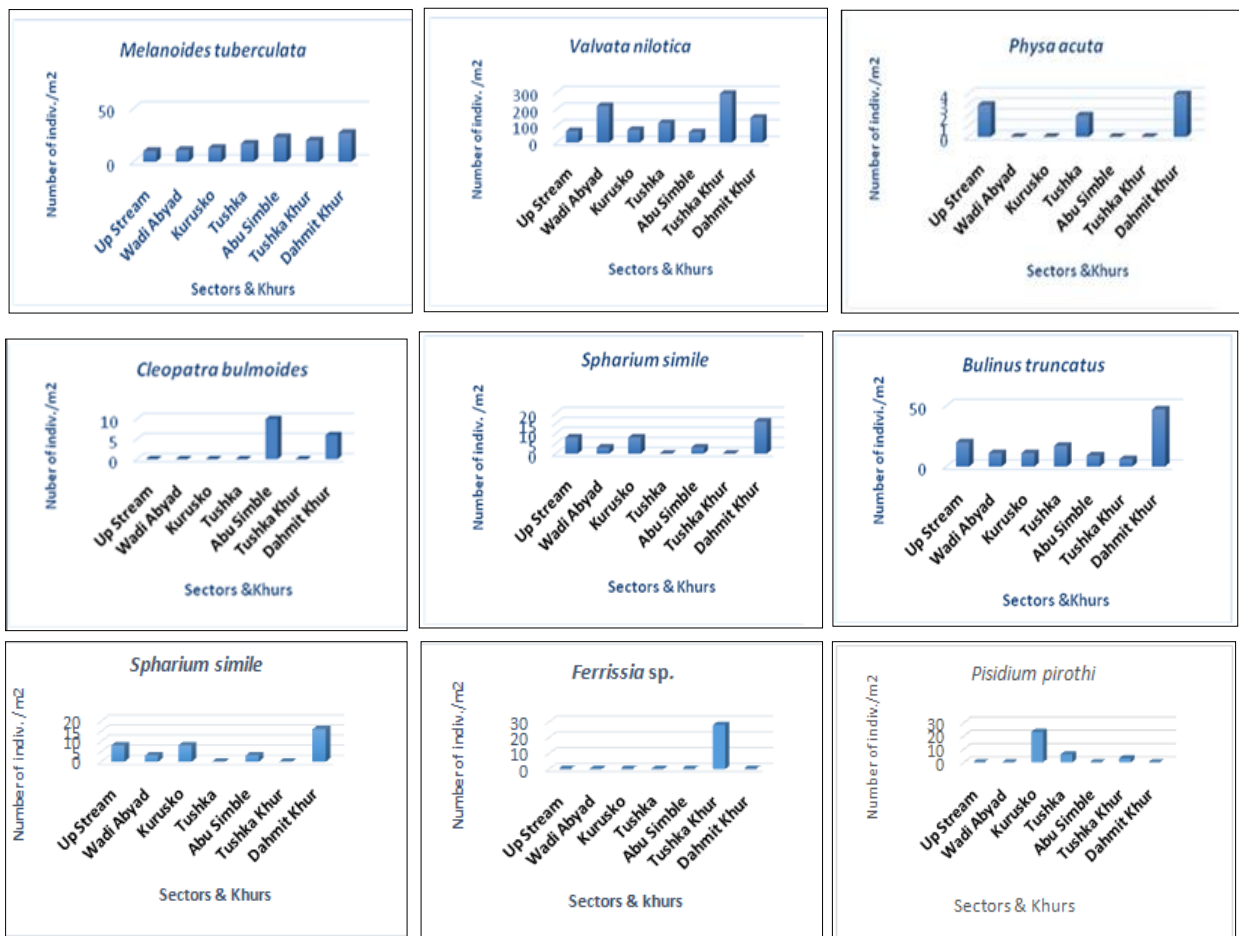 Melanoides tuberculata
Number of indiv./m2
50
0
Up Stream
Wadi Abyad
Kurusko
Tushka
Abu Simble
Tushka Khur
Dahmit Khur
Sectors & Khurs
Valvata nilotica
Number of indiv./m2
300
200
100
0
Up Stream
Wadi Abyad
Kurusko
Tushka
Abu Simble
Tushka Khur
Dahmit Khur
Sectors & Khurs
Physa acuta
Number of indiv./m2
4
3
2
1
0
Up Stream
Wadi Abyad
Kurusko
Tushka
Abu Simble
Tushka Khur
Dahmit Khur
Sectors & Khurs
Cleopatra bulmoides
Nuber of indiv./m2
10
5
0
Up Stream
Wadi Abyad
Kurusko
Tushka
Abu Simble
Tushka Khur
Dahmit Khur
Sectors &Khurs
Spharium simile
Number of indiv./m2
20
15
10
5
0
Up Stream
Wadi Abyad
Kurusko
Tushka
Abu Simble
Tushka Khur
Dahmit Khur
Sectors & Khurs
Bulinus truncatus
Number of indivi./m2
50
0
Up Stream
Wadi Abyad
Kurusko
Tushka
Abu Simble
Tushka Khur
Dahmit Khur
Sectors &Khurs
Spharium simile
Number of indiv./m2
20
15
10
5
0
Up Stream
Wadi Abyad
Kurusko
Tushka
Abu Simble
Tushka Khur
Dahmit Khur
Sectors & Khurs
Ferrissia sp.
Number of indiv./m2
30
20
10
0
Up Stream
Wadi Abyad
Kurusko
Tushka
Abu Simble
Tushka Khur
Dahmit Khur
Sectors & khurs
Pisidium pirothi
Number of indiv./m2
30
20
10
0
Up Stream
Wadi Abyad
Kurusko
Tushka
Abu Simble
Tushka Khur
Dahmit Khur
Sectors & Khurs